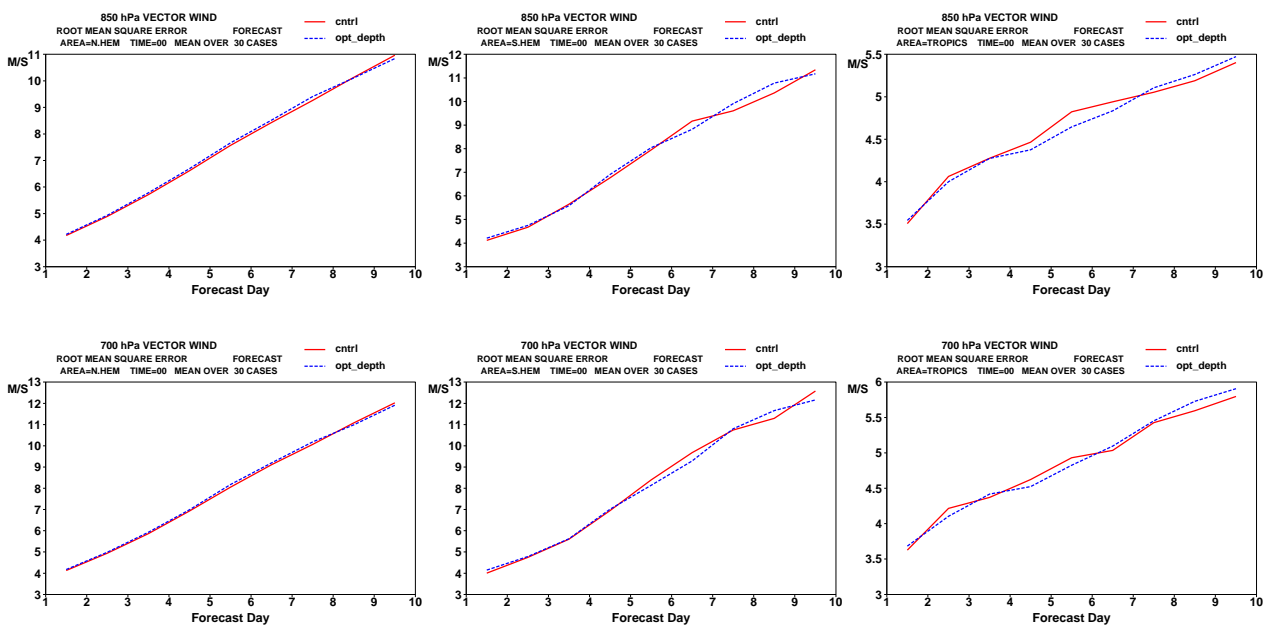 850 hPa VECTOR WIND
ROOT MEAN SQUARE ERROR FORECAST
AREA=N.HEM TIME=00 MEAN OVER 30 CASES
cntrl
opt_depth
M/S
11
10
9
8
7
6
5
4
3
1 2 3 4 5 6 7 8 9 10
Forecast Day
850 hPa VECTOR WIND
ROOT MEAN SQUARE ERROR FORECAST
AREA=S.HEM TIME=00 MEAN OVER 30 CASES
cntrl
opt_depth
M/S
12
11
10
9
8
7
6
5
4
3
1 2 3 4 5 6 7 8 9 10
Forecast Day
850 hPa VECTOR WIND
ROOT MEAN SQUARE ERROR FORECAST
AREA=TROPICS TIME=00 MEAN OVER 30 CASES
cntrl
opt_depth
M/S
5.5
5
4.5
4
3.5
3
1 2 3 4 5 6 7 8 9 10
Forecast Day
700 hPa VECTOR WIND
ROOT MEAN SQUARE ERROR FORECAST
AREA=N.HEM TIME=00 MEAN OVER 30 CASES
cntrl
opt_depth
M/S
13
12
11
10
9
8
7
6
5
4
3
1 2 3 4 5 6 7 8 9 10
Forecast Day
700 hPa VECTOR WIND
ROOT MEAN SQUARE ERROR FORECAST
AREA=S.HEM TIME=00 MEAN OVER 30 CASES
cntrl
opt_depth
M/S
13
12
11
10
9
8
7
6
5
4
3
1 2 3 4 5 6 7 8 9 10
Forecast Day
700 hPa VECTOR WIND
ROOT MEAN SQUARE ERROR FORECAST
AREA=TROPICS TIME=00 MEAN OVER 30 CASES
cntrl
opt_depth
M/S
6
5.5
5
4.5
4
3.5
3
1 2 3 4 5 6 7 8 9 10
Forecast Day